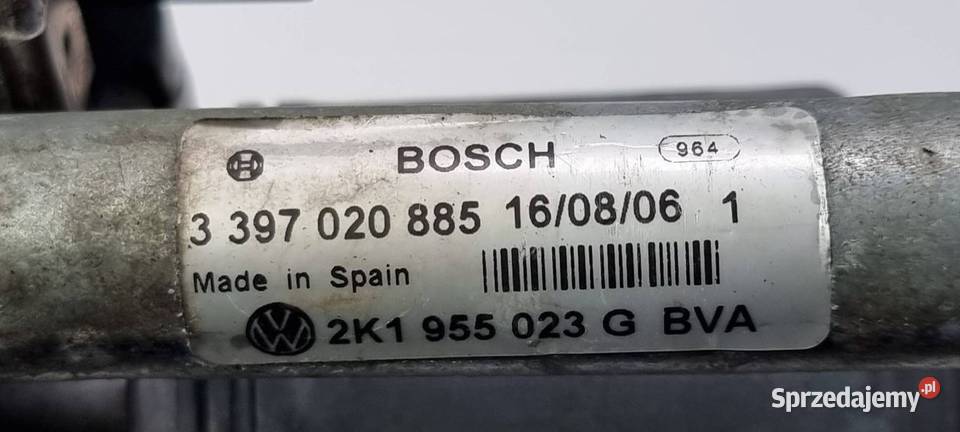 BOSCH 964
3 397 020 885 16/08/06 1
Made in Spain
VW 2K1 955 023 G BVA
Sprzedajemy.pl